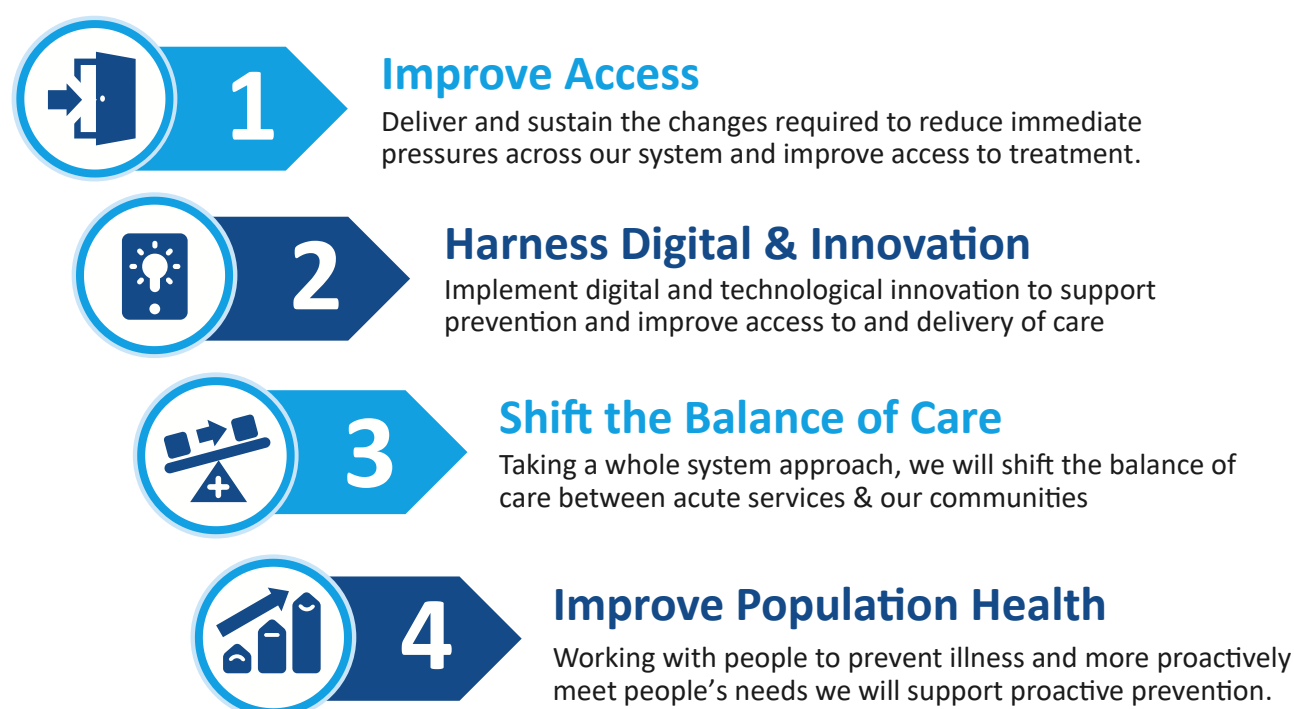 1
Improve Access
Deliver and sustain the changes required to reduce immediate
pressures across our system and improve access to treatment.
2
Harness Digital & Innovation
Implement digital and technological innovation to support
prevention and improve access to and delivery of care
3
Shift the Balance of Care
Taking a whole system approach, we will shift the balance of
care between acute services & our communities
4
Improve Population Health
Working with people to prevent illness and more proactively
meet people’s needs we will support proactive prevention.